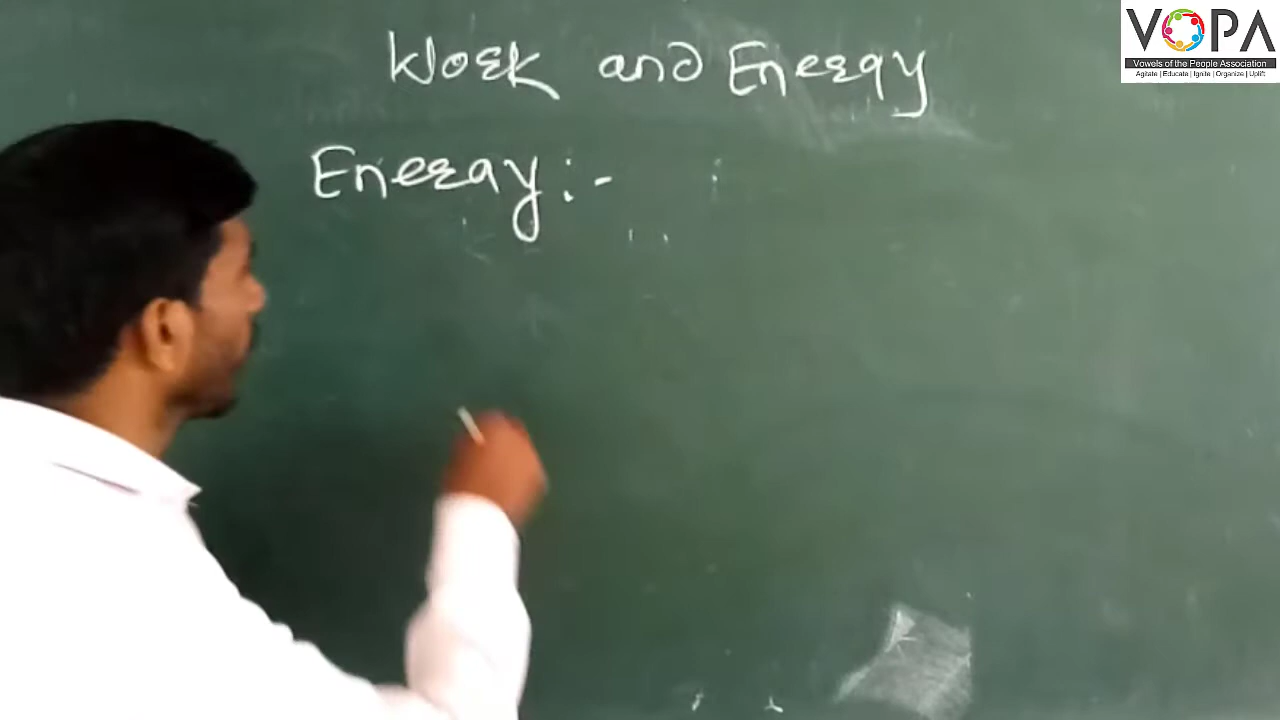 Work and Energy
Energy:-
VOPA
Vowels of the People Association
Agitate | Educate | Ignite | Organize | Uplift